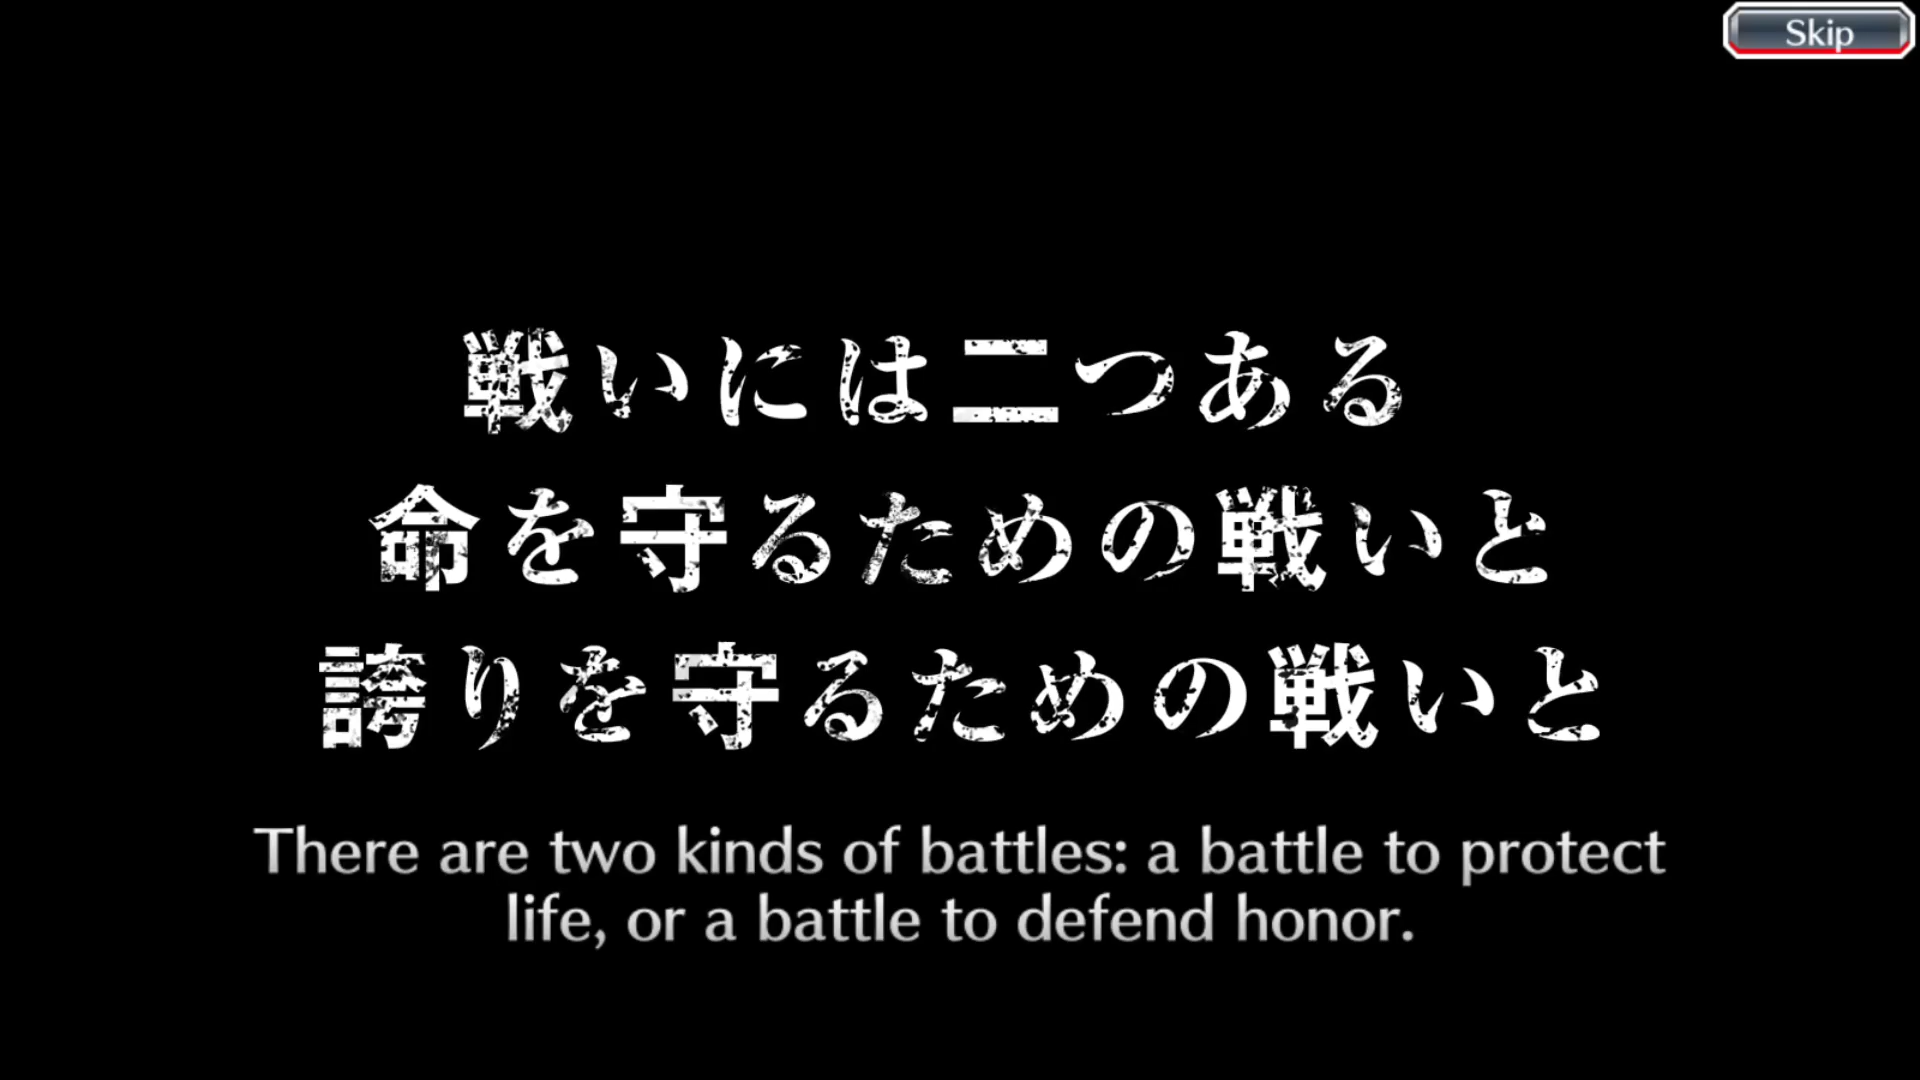 Skip
戦いには二つある
命を守るための戦いと
誇りを守るための戦いと
There are two kinds of battles: a battle to protect
life, or a battle to defend honor.